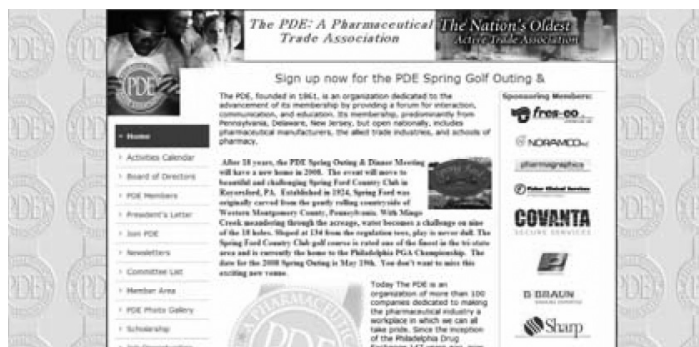 The PDE: A Pharmaceutical
Trade Association
The Nation's Oldest
Active Trade Association
PDE
Sign up now for the PDE Spring Golf Outing &
The PDE, founded in 1861, is an organization dedicated to the
advancement of its membership by providing a forum for interaction,
communication, and education. Its membership, predominantly from
Pennsylvania, Delaware, New Jersey, but open nationally, includes
pharmaceutical manufacturers, the allied trade industries, and schools of
pharmacy.
Home
Activities Calendar
Board of Directors
PDE Members
President's Letter
Join PDE
Newsletters
Committee List
Member Area
PDE Photo Gallery
Scholarship
After 18 years, the PDE Spring Outing & Dinner Meeting
will have a new home in 2008. The event will move to
beautiful and challenging Spring Ford Country Club in
Royersford, PA. Established in 1924, Spring Ford was
originally carved from the gently rolling countryside of
Western Montgomery County, Pennsylvania. With Mingo
Creek meandering through the acreage, water becomes a challenge on nine
of the 18 holes. Sloped at 134 from the regulation tees, play is never dull. The
Spring Ford Country Club golf course is rated one of the finest in the tri-state
area and is currently the home to the Philadelphia PGA Championship. The
date for the 2008 Spring Outing is May 19th. You don't want to miss this
exciting new venue.
Today The PDE is an
organization of more than 100
companies dedicated to making
the pharmaceutical industry a
workplace in which we can all
take pride. Since the inception
of the Philadelphia Drug
A PHARMACEUTICAL
PDE
Sponsoring Members:
fres-co
NORAMCO
pharmagraphics
Fisher Clinical Services
COVANTA
SECURE SERVICES
B BRAUN
Sharp